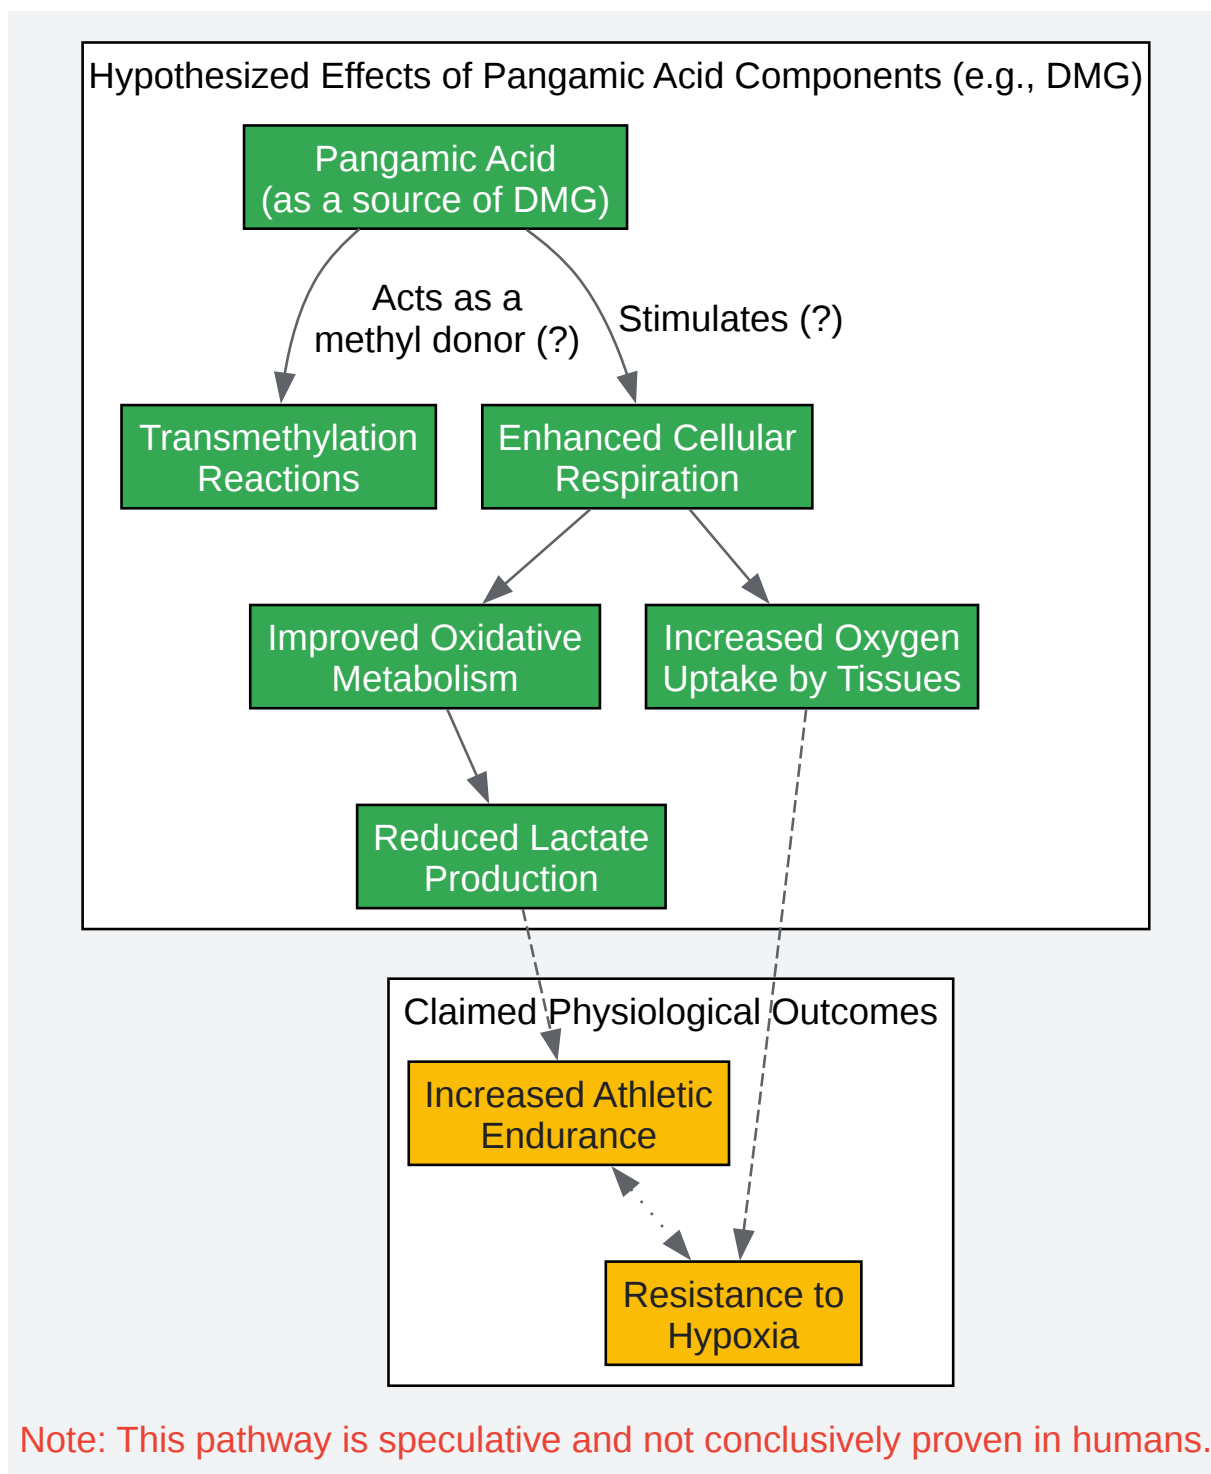 Hypothesized Effects of Pangamic Acid Components (e.g., DMG)
Pangamic Acid
(as a source of DMG)
Acts as a
methyl donor (?)
Stimulates (?)
Transmethylation
Reactions
Enhanced Cellular
Respiration
Improved Oxidative
Metabolism
Increased Oxygen
Uptake by Tissues
Reduced Lactate
Production
Claimed Physiological Outcomes
Increased Athletic
Endurance
Resistance to
Hypoxia
Note: This pathway is speculative and not conclusively proven in humans.